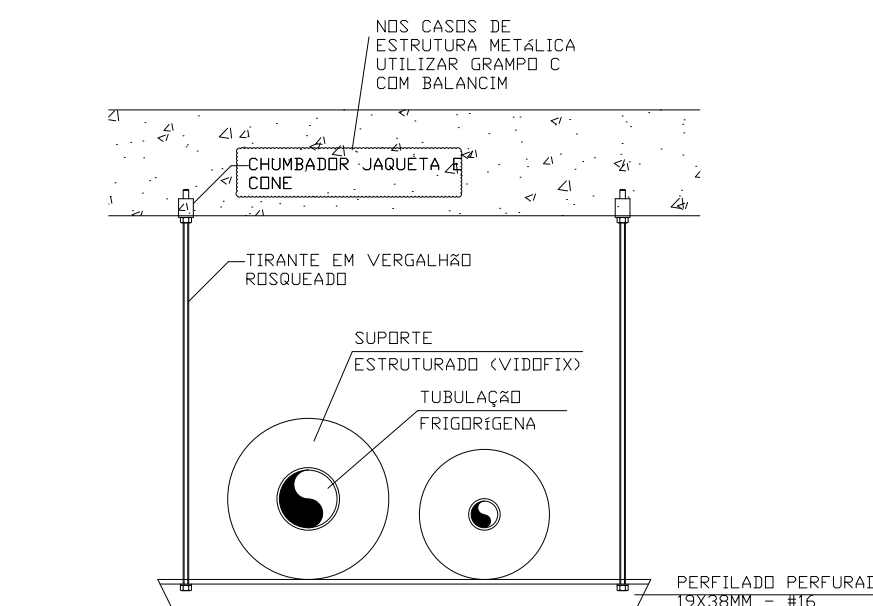 NOS CASOS DE
ESTRUTURA METáLICA
UTILIZAR GRAMPO C
COM BALANCIM
CHUMBADOR JAQUETA E
CONE
TIRANTE EM VERGALHãO
ROSQUEADO
SUPORTE
ESTRUTURADO (VIDOFIX)
TUBULAÇãO
FRIGORíGENA
PERFILADO PERFURAD
19X38MM - #16